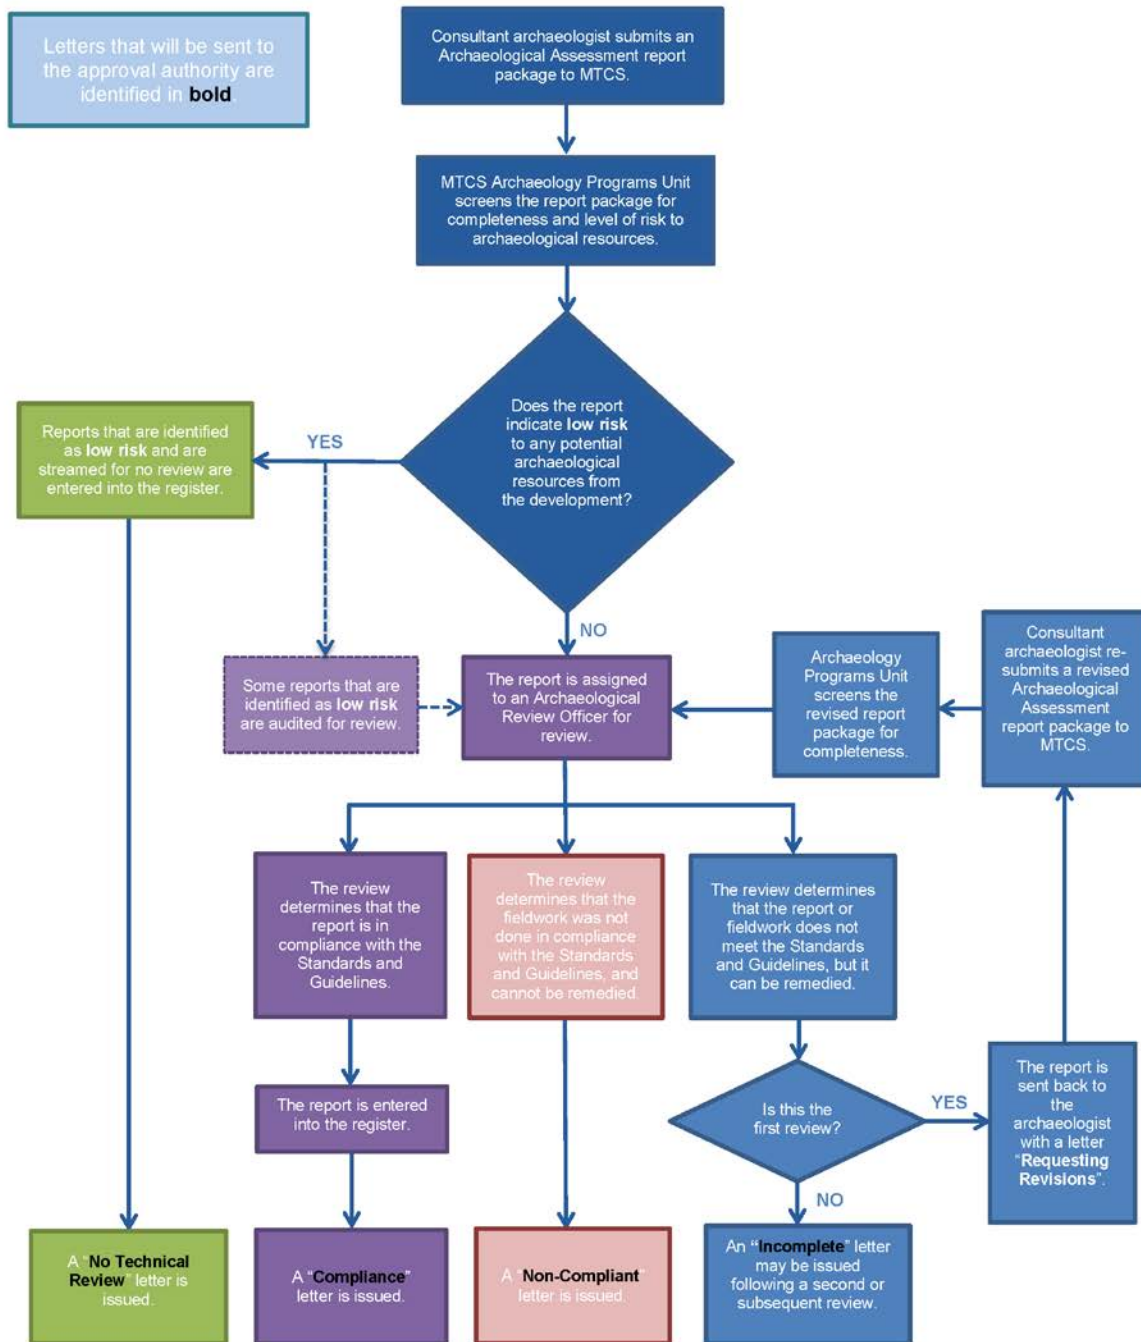 Letters that will be sent to
the approval authority are
identified in bold
Consultant archaeologist submits an
Archaeological Assessment report
package to MTCS.
MTCS Archaeology Programs Unit
screens the report package for
completeness and level of risk to
archaeological resources.
Does the report
indicate low risk
to any potential
archaeological
resources from
the development?
YES
Reports that are identified
as low risk and are
streamed for no review are
entered into the register.
NO
Some reports that are
identified as low risk
are audited for review.
The report is assigned
to an Archaeological
Review Officer for
review.
Archaeology
Programs Unit
screens the
revised report
package for
completeness.
Consultant
archaeologist re-
submits a revised
Archaeological
Assessment
report package to
MTCS.
The review
determines that the
report is in
compliance with the
Standards and
Guidelines.
The review
determines that the
fieldwork was not
done in compliance
with the Standards
and Guidelines, and
cannot be remedied.
The review determines
that the report or
fieldwork does not
meet the Standards
and Guidelines, but it
can be remedied.
The report is entered
into the register.
Is this the
first review?
YES
The report is
sent back to
the
archaeologist
with a letter
"Requesting
Revisions".
NO
A "No Technical
Review" letter is
issued.
A "Compliance"
letter is issued.
A "Non-Compliant"
letter is issued.
An "Incomplete" letter
may be issued
following a second or
subsequent review.